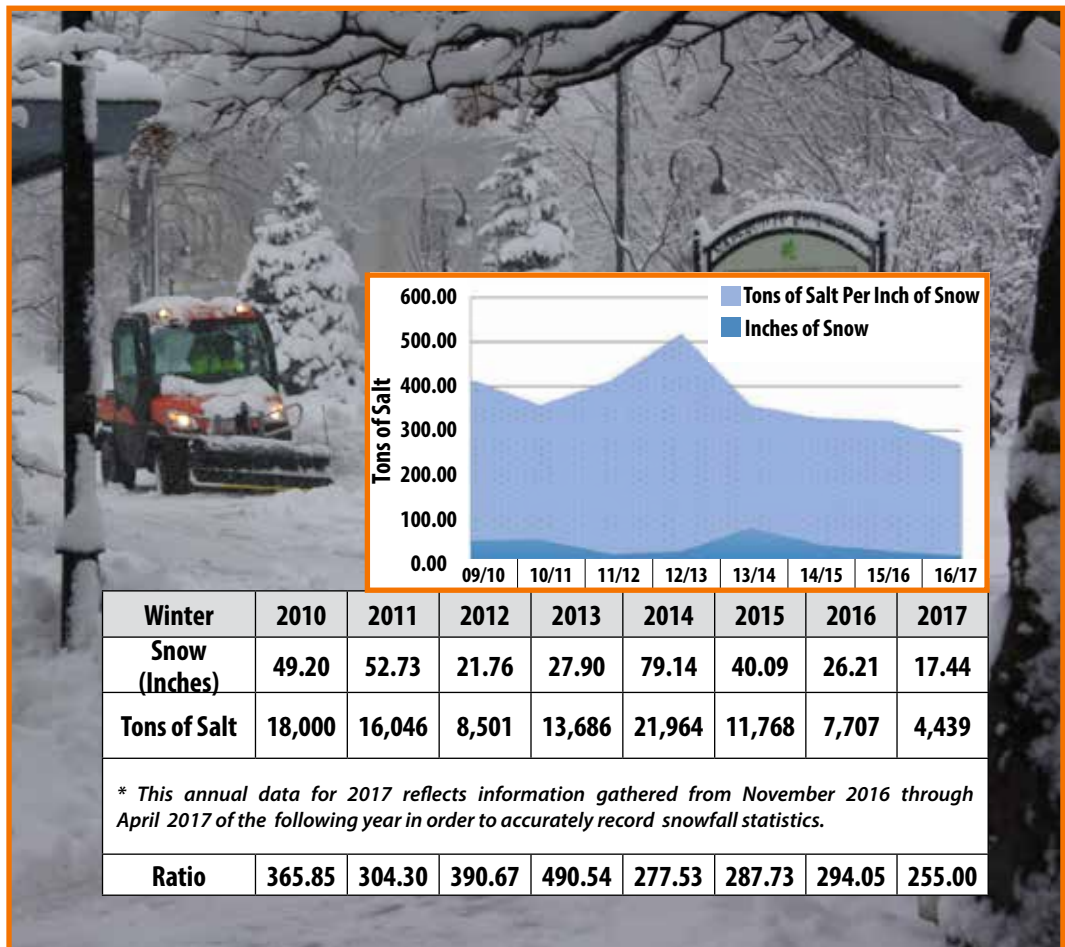 600.00
500.00
400.00
300.00
200.00
100.00
0.00
Tons of Salt
Tons of Salt Per Inch of Snow
Inches of Snow
09/10 10/11 11/12 12/13 13/14 14/15 15/16 16/17
Winter 2010 2011 2012 2013 2014 2015 2016 2017
Snow
(Inches) 49.20 52.73 21.76 27.90 79.14 40.09 26.21 17.44
Tons of Salt 18,000 16,046 8,501 13,686 21,964 11,768 7,707 4,439
* This annual data for 2017 reflects information gathered from November 2016 through
April 2017 of the following year in order to accurately record snowfall statistics.
Ratio 365.85 304.30 390.67 490.54 277.53 287.73 294.05 255.00